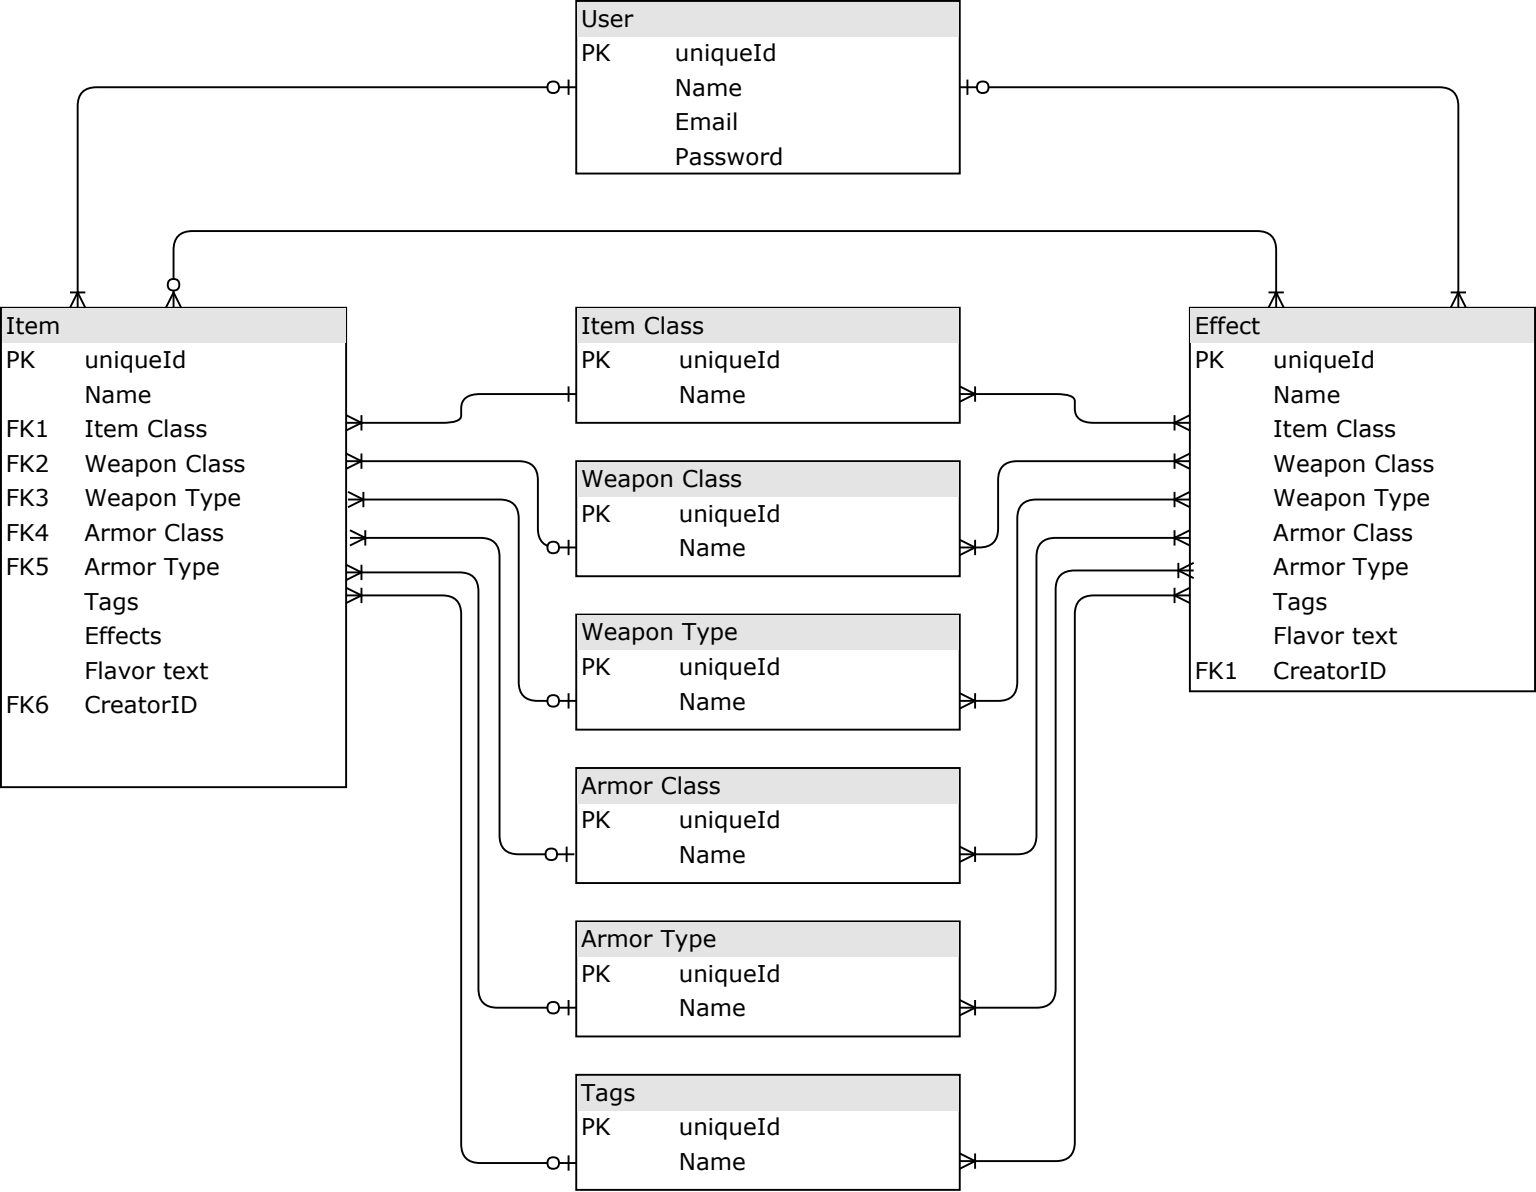 User
PK uniqueId
Name
Email
Password
Item
PK uniqueId
Name
FK1 Item Class
FK2 Weapon Class
FK3 Weapon Type
FK4 Armor Class
FK5 Armor Type
Tags
Effects
Flavor text
FK6 CreatorID
Item Class
PK uniqueId
Name
Weapon Class
PK uniqueId
Name
Weapon Type
PK uniqueId
Name
Armor Class
PK uniqueId
Name
Armor Type
PK uniqueId
Name
Tags
PK uniqueId
Name
Effect
PK uniqueId
Name
Item Class
Weapon Class
Weapon Type
Armor Class
Armor Type
Tags
Flavor text
FK1 CreatorID